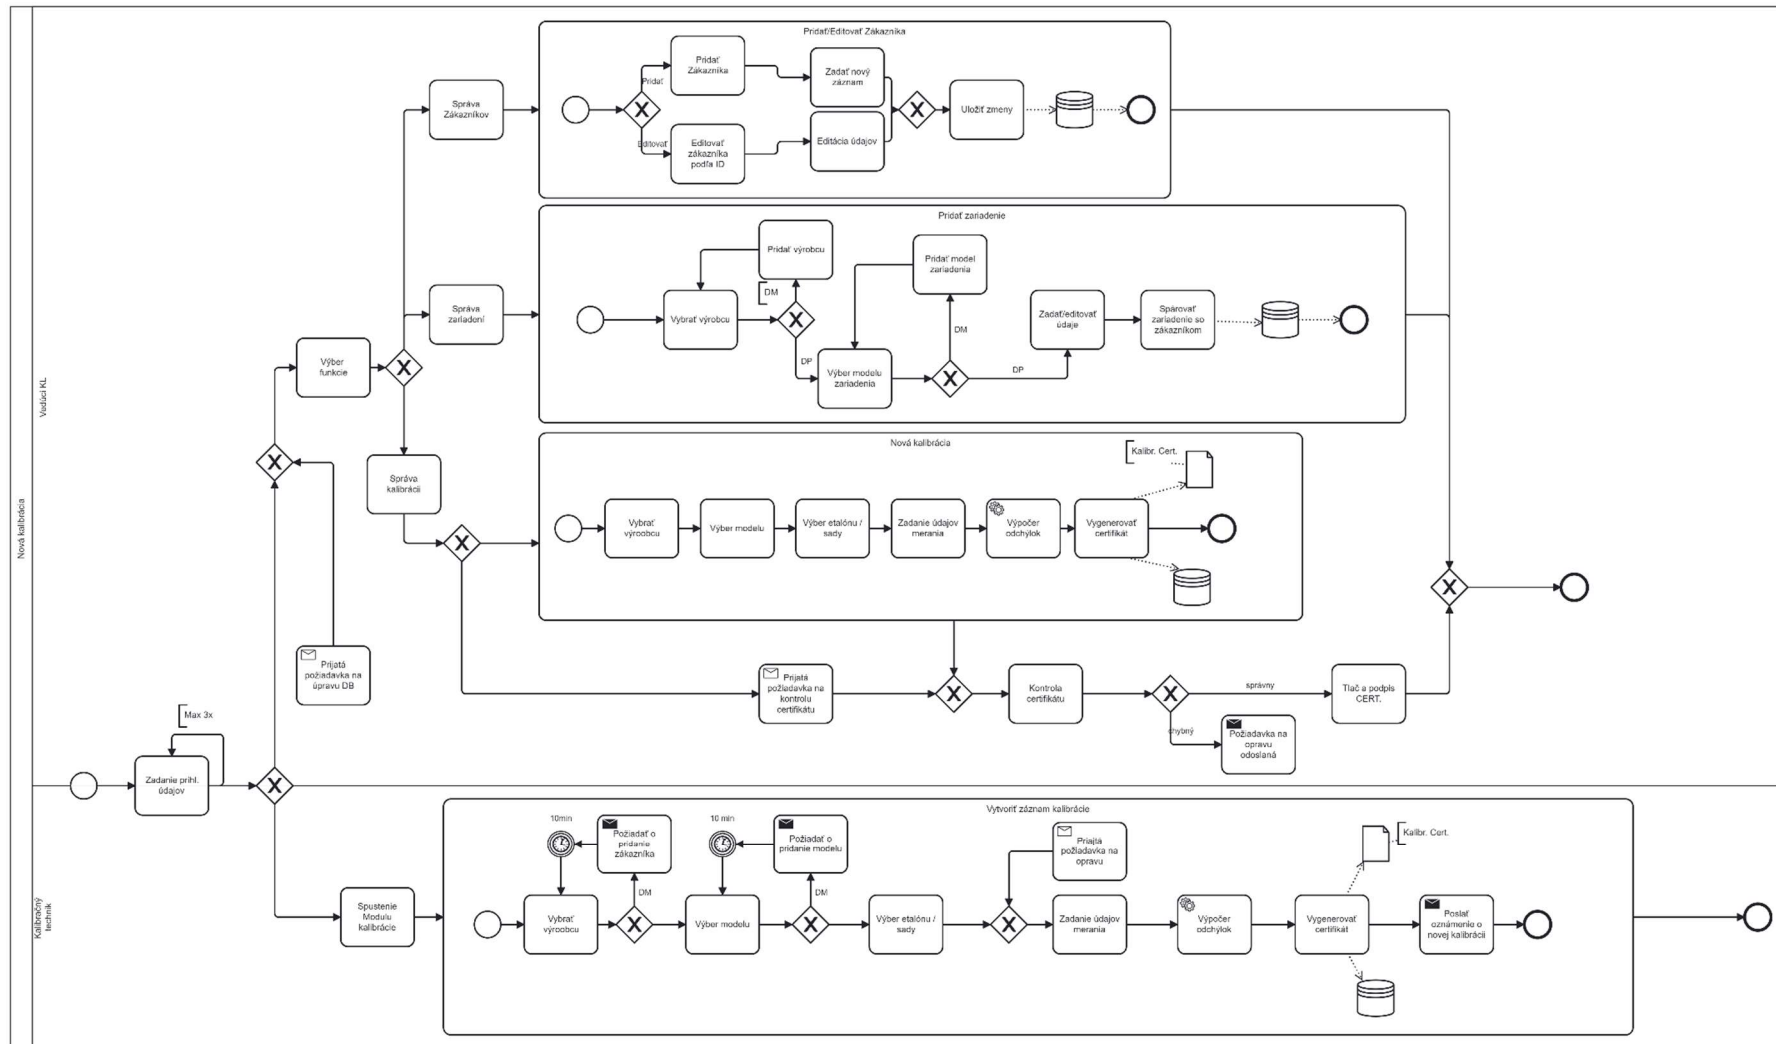 Nová kalibrácia
Vedúci KL
Pridať/Editovať Zákazníka
Správa
Zákazníkov
Pridať
Pridať
Zákazníka
Zadať nový
záznam
Editovať
Editovať
zákazníka
podľa ID
Editácia údajov
Uložiť zmeny
Pridať zariadenie
Správa
zariadení
Vybrať výrobcu
Pridať výrobcu
DM
DP
Výber modelu
zariadenia
Pridať model
zariadenia
DM
DP
Zadať/editovať
údaje
Spárovať
zariadenie so
zákazníkom
Výber
funkcie
Nová kalibrácia
Správa
kalibrácií
Vybrať
výroobcu
Výber modelu
Výber etalónu /
sady
Zadanie údajov
merania
Výpočer
odchýlok
Vygenerovať
certifikát
Kalibr. Cert.
Prijatá
požiadavka na
úpravu DB
Prijatá
požiadavka na
kontrolu
certifikátu
Kontrola
certifikátu
správny
chybný
Tlač a podpis
CERT.
Požiadavka na
opravu
odoslaná
Max 3x
Zadanie prihl.
údajov
Kalibračný
technik
Vytvoriť záznam kalibrácie
Spustenie
Modulu
kalibrácie
10min
Požiadať o
pridanie
zákazníka
DM
Vybrať
výroobcu
10 min
Požiadať o
pridanie modelu
DM
Výber modelu
Výber etalónu /
sady
Priajtá
požiadavka na
opravu
Zadanie údajov
merania
Výpočer
odchýlok
Vygenerovať
certifikát
Kalibr. Cert.
Poslať
oznámenie o
novej kalibrácii